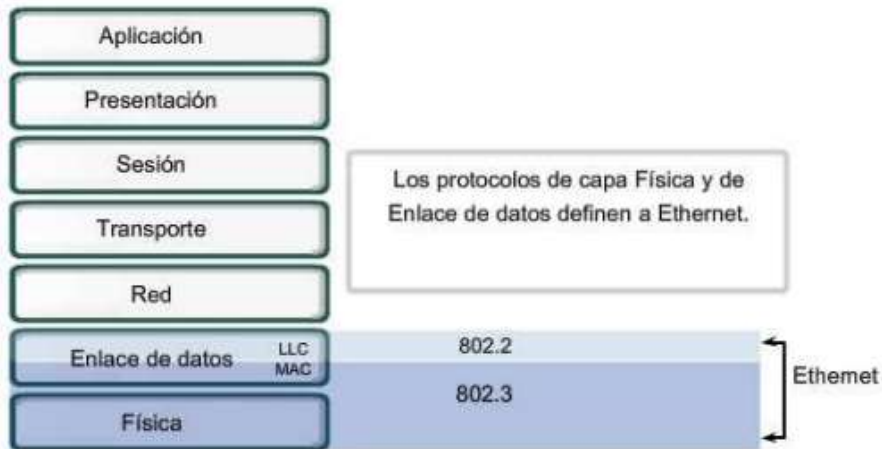 Aplicación
Presentación
Sesión
Transporte
Red
Los protocolos de capa Física y de
Enlace de datos definen a Ethernet.
Enlace de datos
LLC
MAC
802.2
802.3
Física
Ethernet